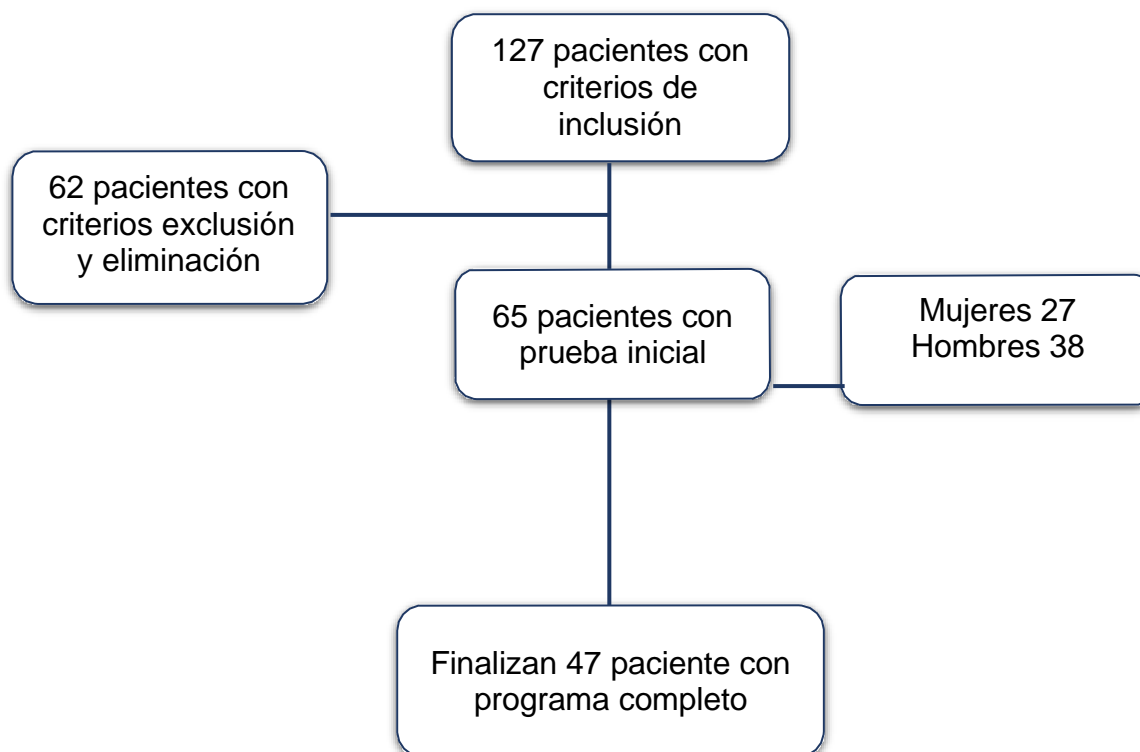 127 pacientes con
criterios de
inclusión
62 pacientes con
criterios exclusión
y eliminación
65 pacientes con
prueba inicial
Mujeres 27
Hombres 38
Finalizan 47 paciente con
programa completo